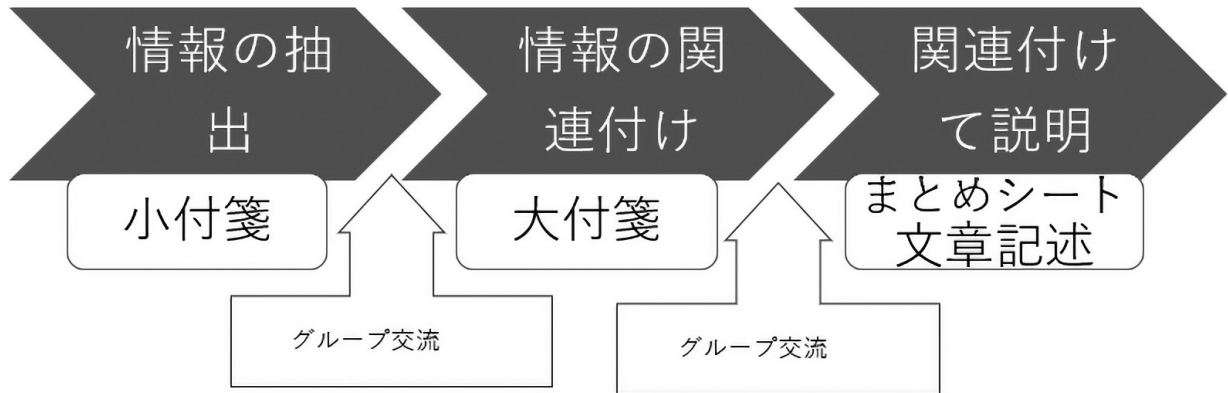 情報の抽
出
情報の関
連付け
関連付け
て説明
小付箋
大付箋
まとめシート
文章記述
グループ交流
グループ交流